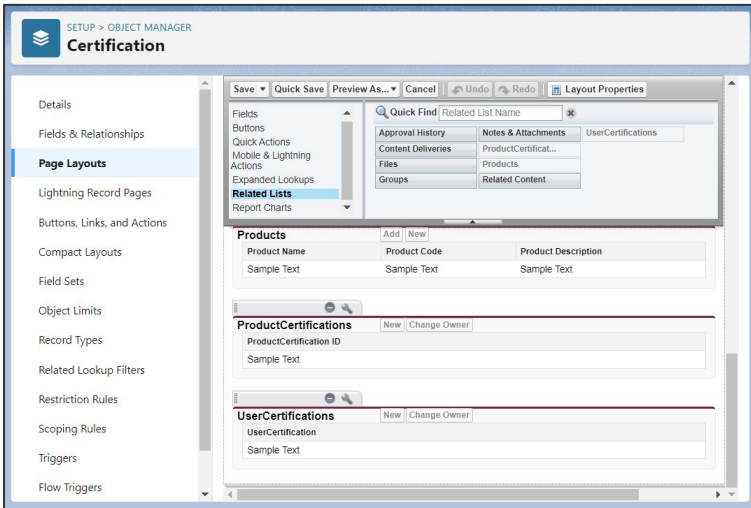 SETUP > OBJECT MANAGER
Certification
Details
Fields & Relationships
Page Layouts
Lightning Record Pages
Buttons, Links, and Actions
Compact Layouts
Field Sets
Object Limits
Record Types
Related Lookup Filters
Restriction Rules
Scoping Rules
Triggers
Flow Triggers
Save Quick Save Preview As... Cancel Undo Redo Layout Properties
Fields
Buttons
Quick Actions
Mobile & Lightning
Actions
Expanded Lookups
Related Lists
Report Charts
Quick Find Related List Name
Approval History Notes & Attachments UserCertifications
Content Deliveries ProductCertificat...
Files Products
Groups Related Content
Products Add New
Product Name Product Code Product Description
Sample Text Sample Text Sample Text
ProductCertifications New Change Owner
ProductCertification ID
Sample Text
UserCertifications New Change Owner
UserCertification
Sample Text